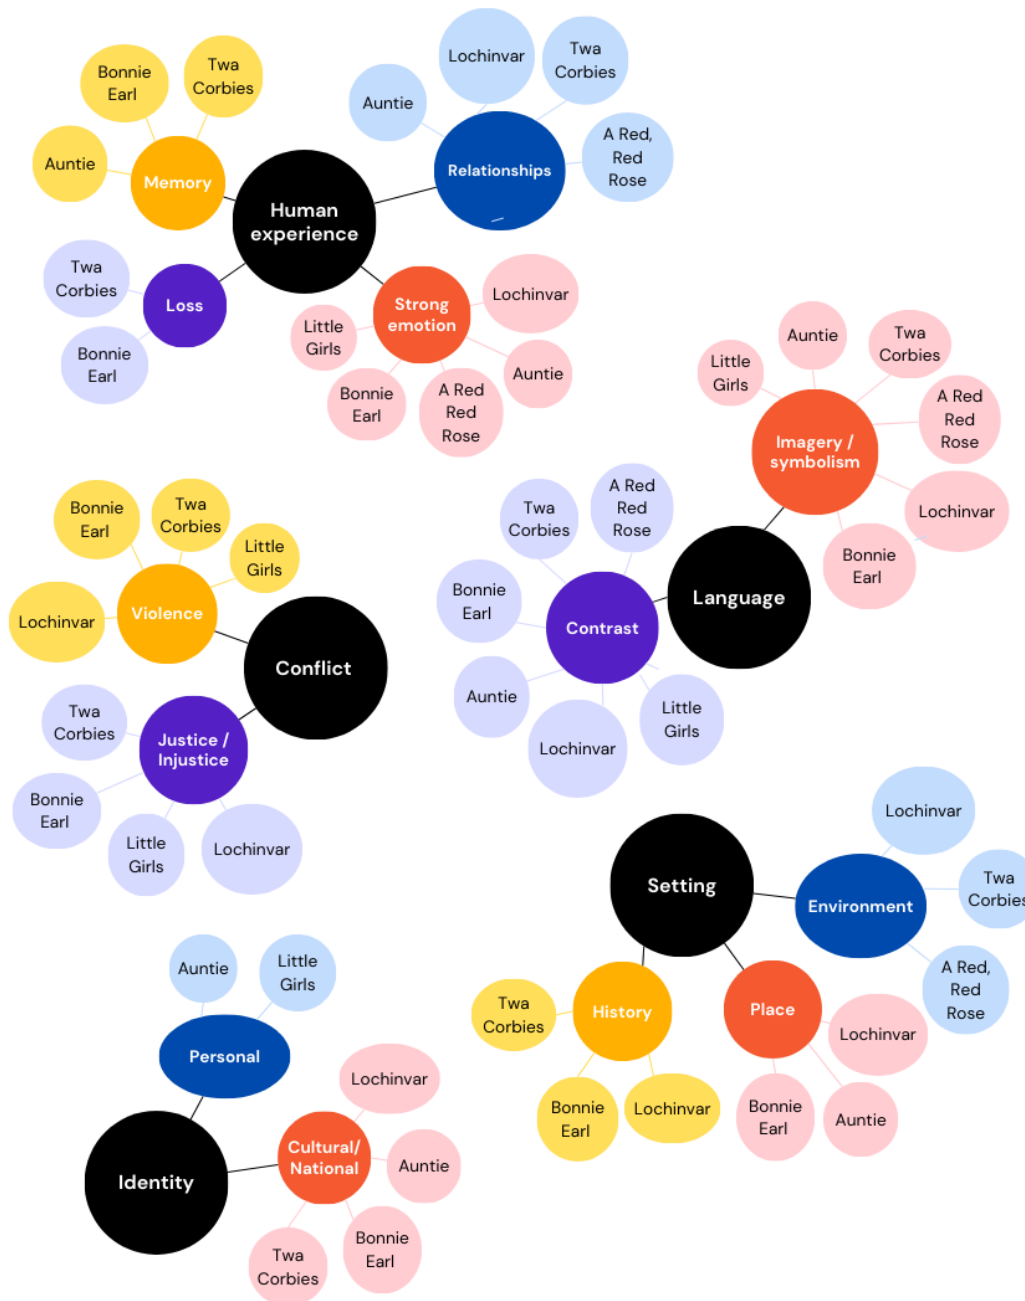 Lochinvar
Twa
Corbies
Bonnie
Earl
Twa
Corbies
Auntie
A Red,
Red
Rose
Auntie
Memory
Relationships
Human
experience
Twa
Corbies
Loss
Bonnie
Earl
Strong
emotion
Lochinvar
Little
Girls
Auntie
Bonnie
Earl
A Red
Red
Rose
Auntie
Twa
Corbies
Little
Girls
A Red
Red
Rose
Imagery /
symbolism
Lochinvar
Bonnie
Earl
A Red
Red
Rose
Twa
Corbies
Bonnie
Earl
Language
Contrast
Auntie
Little
Girls
Lochinvar
Bonnie
Earl
Twa
Corbies
Little
Girls
Lochinvar
Violence
Conflict
Twa
Corbies
Justice /
Injustice
Bonnie
Earl
Little
Girls
Lochinvar
Lochinvar
Setting
Twa
Corbies
Environment
A Red,
Red
Rose
Twa
Corbies
History
Place
Lochinvar
Bonnie
Earl
Lochinvar
Bonnie
Earl
Auntie
Auntie
Little
Girls
Personal
Lochinvar
Identity
Cultural/
National
Auntie
Twa
Corbies
Bonnie
Earl